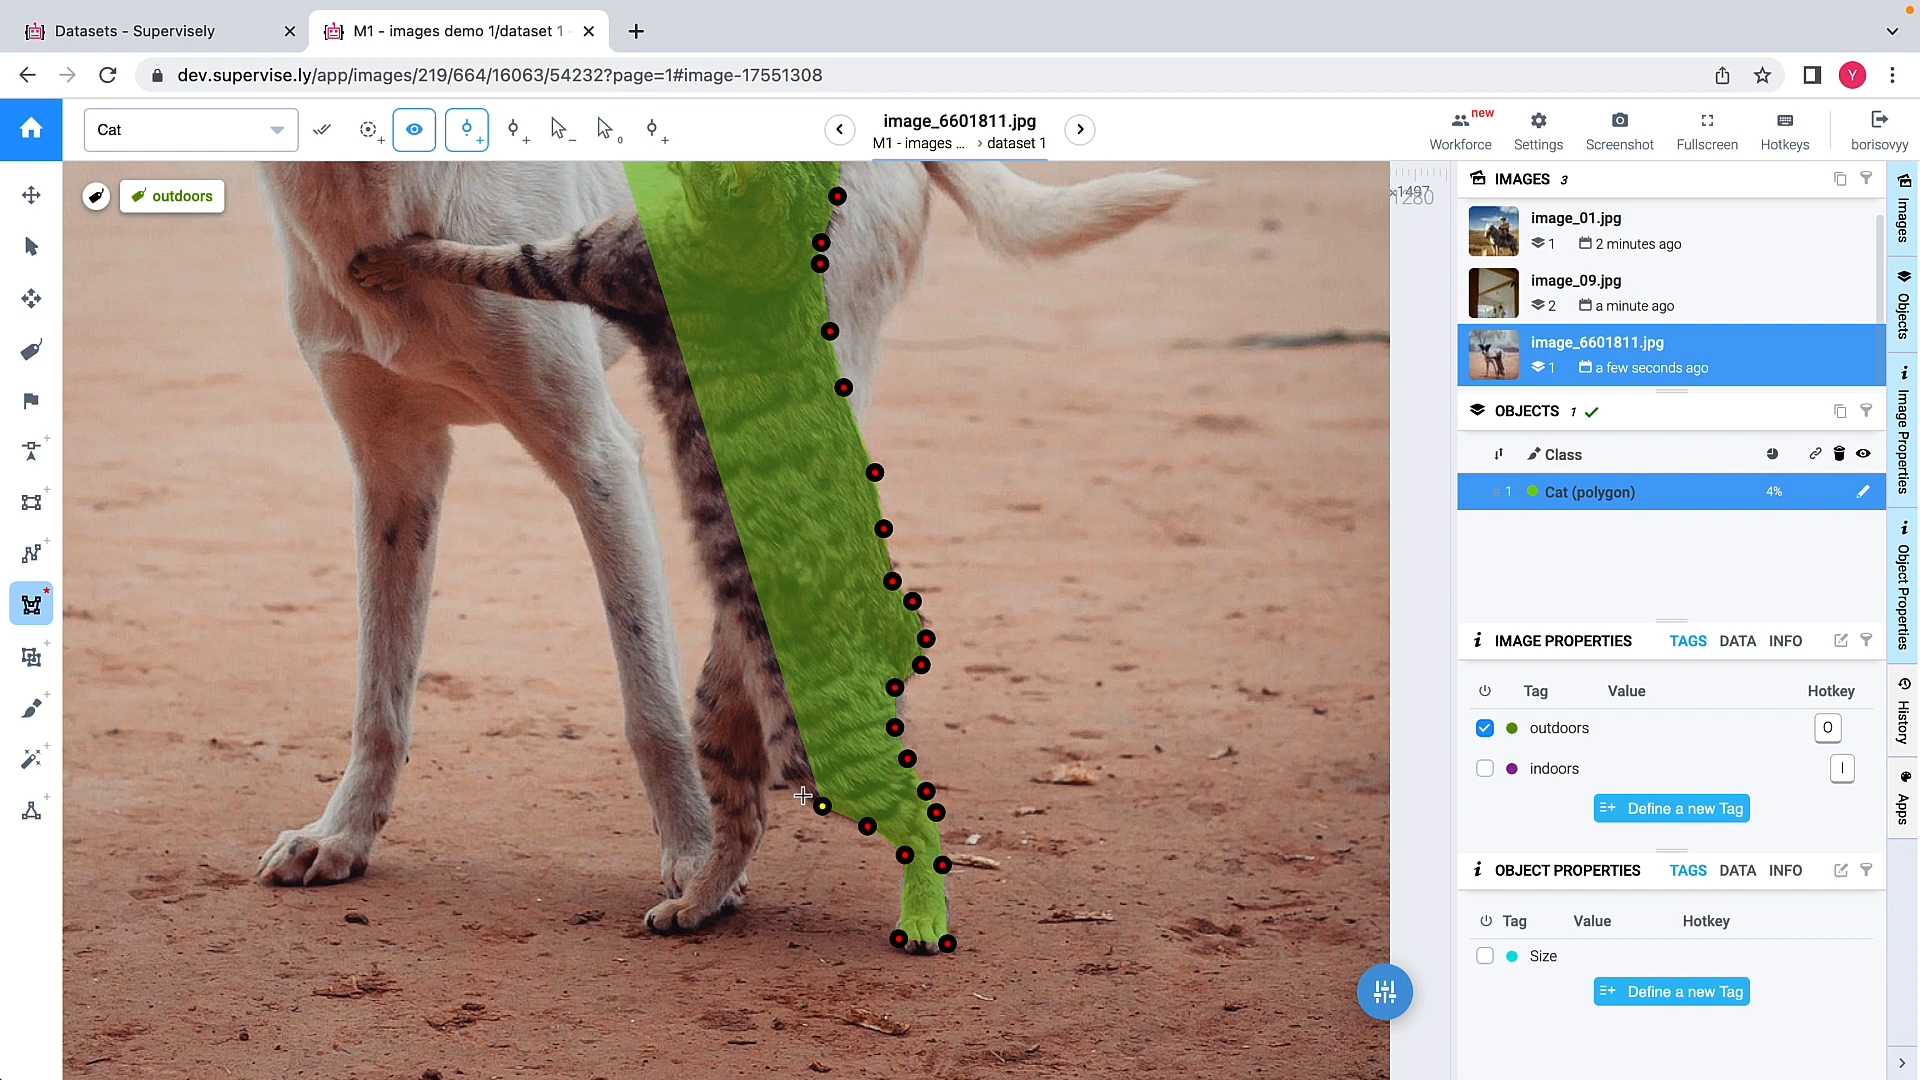 Datasets - Supervisely
M1 - images demo 1/dataset 1
dev.supervise.ly/app/images/219/664/16063/54232?page=1#image-17551308
Y
Cat
image_6601811.jpg
M1 - images ... > dataset 1
new
Workforce
Settings
Screenshot
Fullscreen
Hotkeys
borisovyy
outdoors
IMAGES 3
image_01.jpg
1 2 minutes ago
image_09.jpg
2 a minute ago
image_6601811.jpg
1 a few seconds ago
OBJECTS 1
Class
1 Cat (polygon) 4%
IMAGE PROPERTIES TAGS DATA INFO
Tag Value Hotkey
outdoors O
indoors I
Define a new Tag
OBJECT PROPERTIES TAGS DATA INFO
Tag Value Hotkey
Size
Define a new Tag
Images
Objects
Image Properties
Object Properties
History
Apps